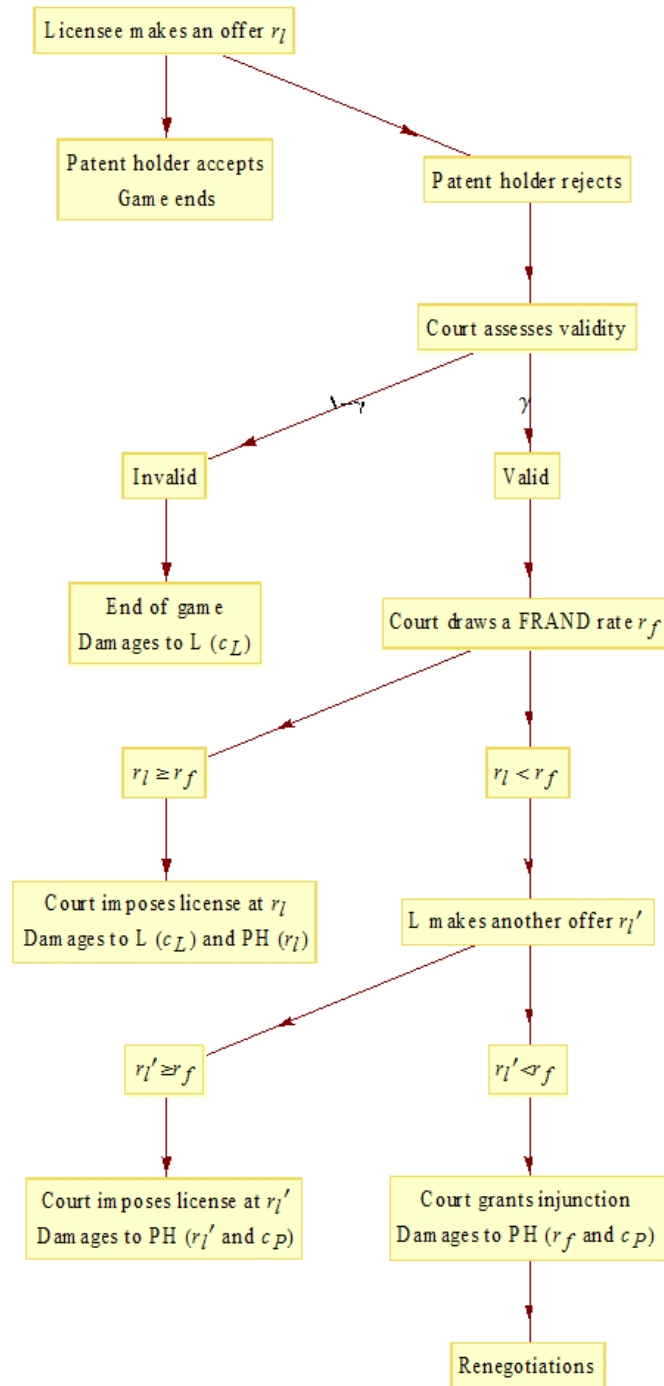 Licensee makes an offer r_l
Patent holder accepts
Game ends
Patent holder rejects
Court assesses validity
γ
Invalid
Valid
End of game
Damages to L (c_L)
Court draws a FRAND rate r_f
r_l ≥ r_f
r_l < r_f
Court imposes license at r_l
Damages to L (c_L) and PH (r_l)
L makes another offer r_l′
r_l′ ≥ r_f
r_l′ < r_f
Court imposes license at r_l′
Damages to PH (r_l′ and c_P)
Court grants injunction
Damages to PH (r_f and c_P)
Renegotiations